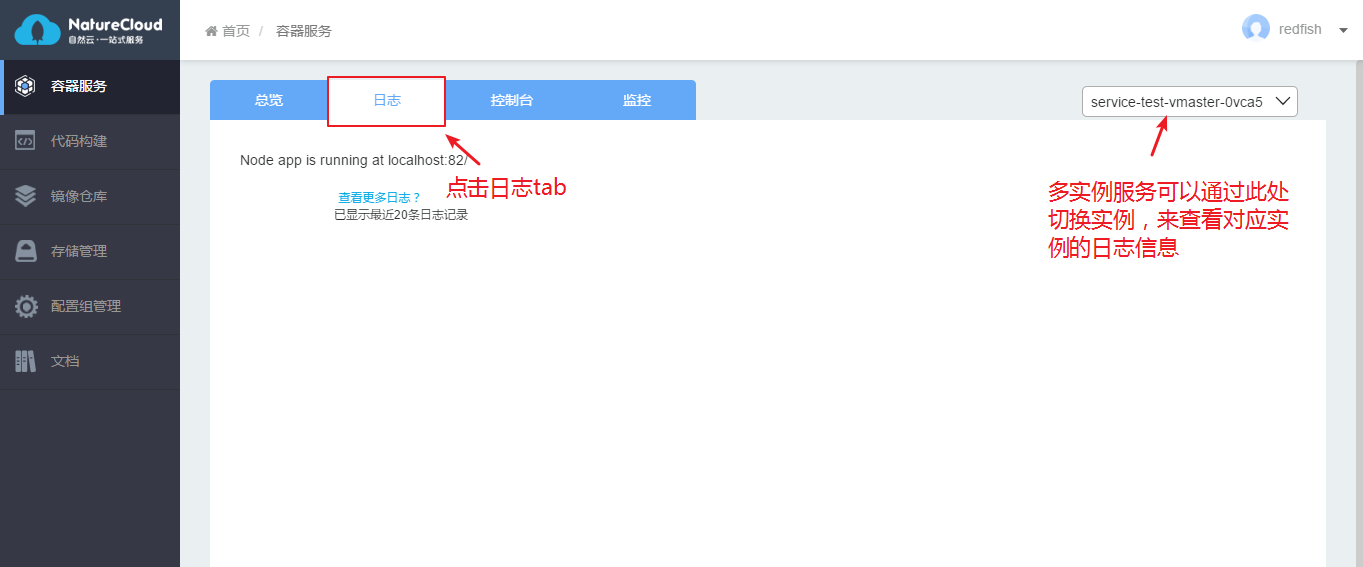 NatureCloud
自然云·一站式服务
首页 / 容器服务
redfish
容器服务
代码构建
镜像仓库
存储管理
配置组管理
文档
总览
日志
控制台
监控
service-test-vmaster-0vca5
Node app is running at localhost:82/
查看更多日志？
已显示最近20条日志记录
点击日志tab
多实例服务可以通过此处
切换实例，来查看对应实
例的日志信息